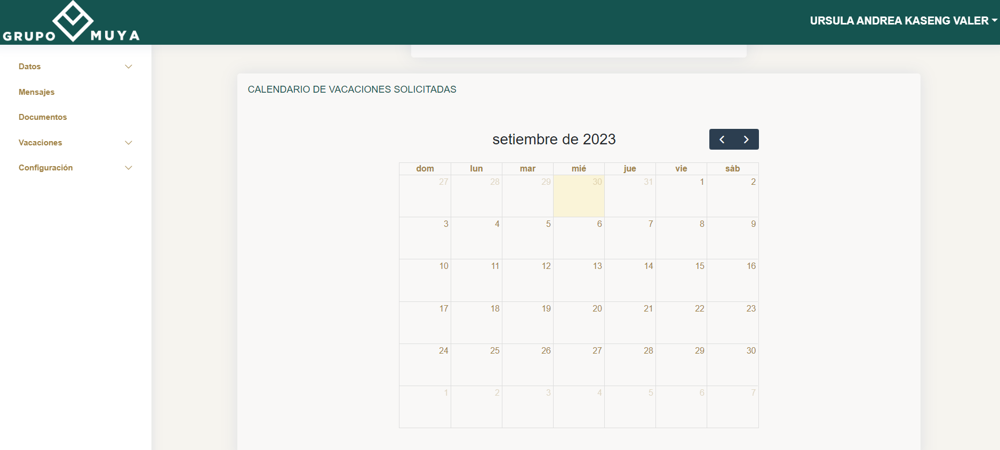 GRUPO MUYA
URSULA ANDREA KASENG VALER
Datos
Mensajes
Documentos
Vacaciones
Configuración
CALENDARIO DE VACACIONES SOLICITADAS
setiembre de 2023
dom lun mar mié jue vie sáb
27 28 29 30 31 1 2
3 4 5 6 7 8 9
10 11 12 13 14 15 16
17 18 19 20 21 22 23
24 25 26 27 28 29 30
1 2 3 4 5 6 7